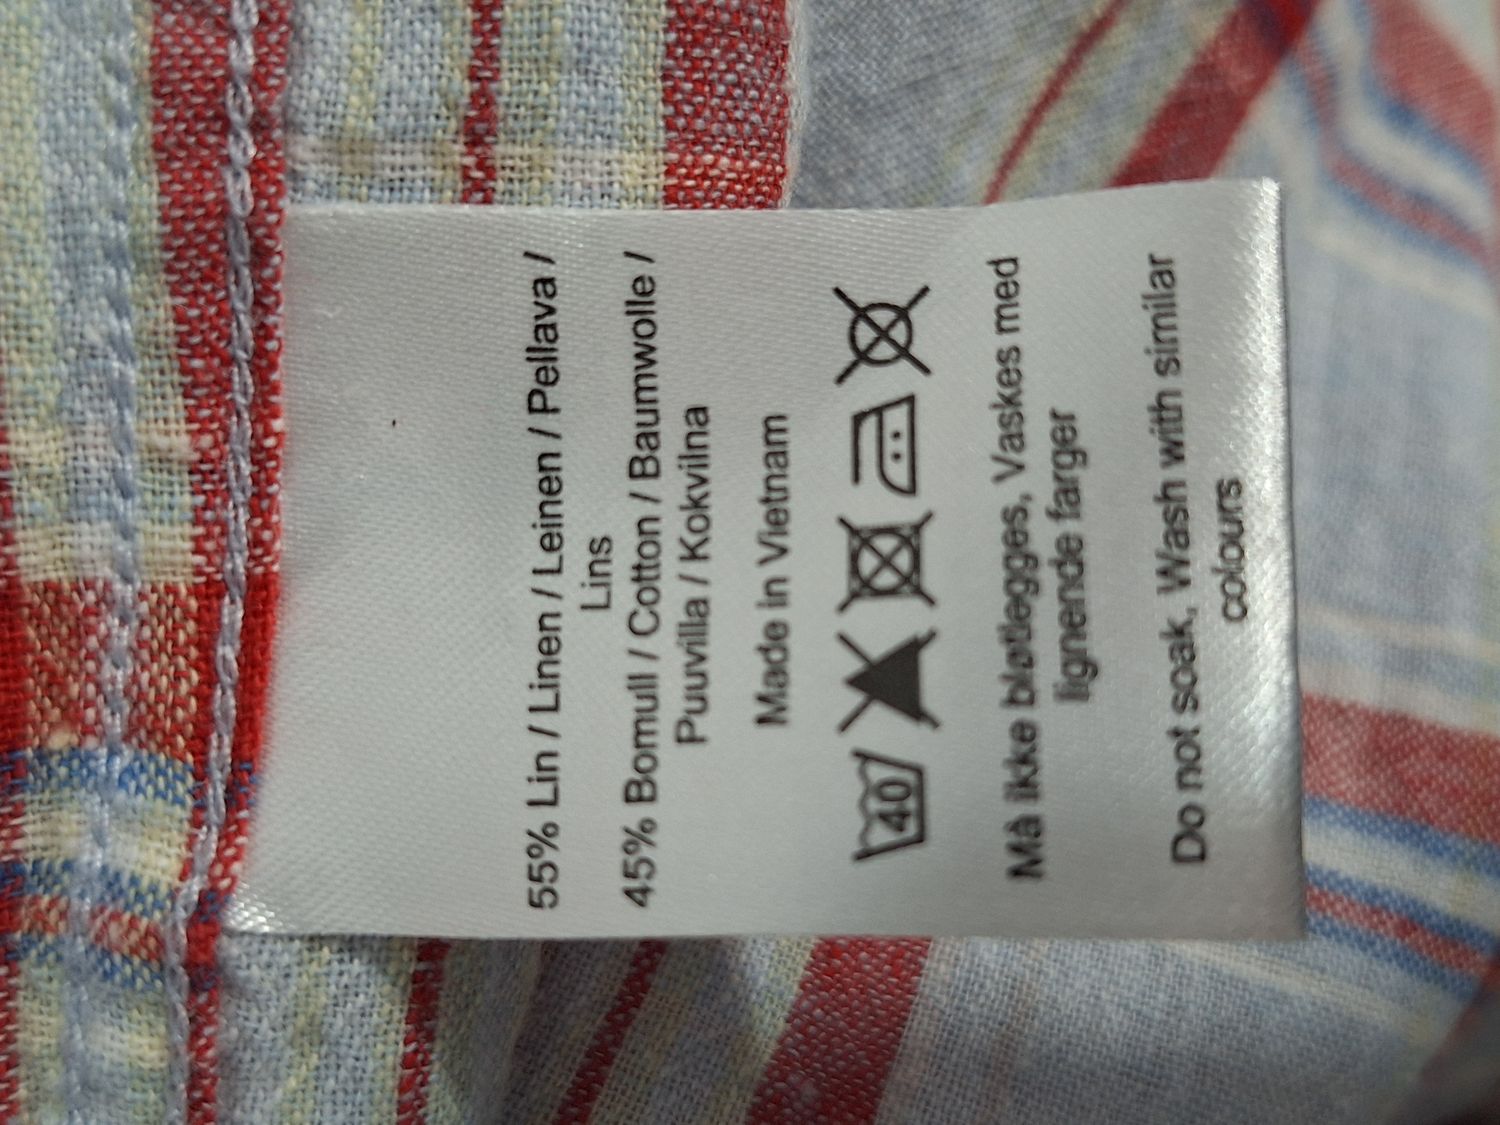 55% Lin / Linen / Leinen / Pellava /
Lins
45% Bomull / Cotton / Baumwolle /
Puuvilla / Kokvilna
Made in Vietnam
40
Må ikke bløtlegges, Vaskes med
lignende farger
Do not soak, Wash with similar
colours